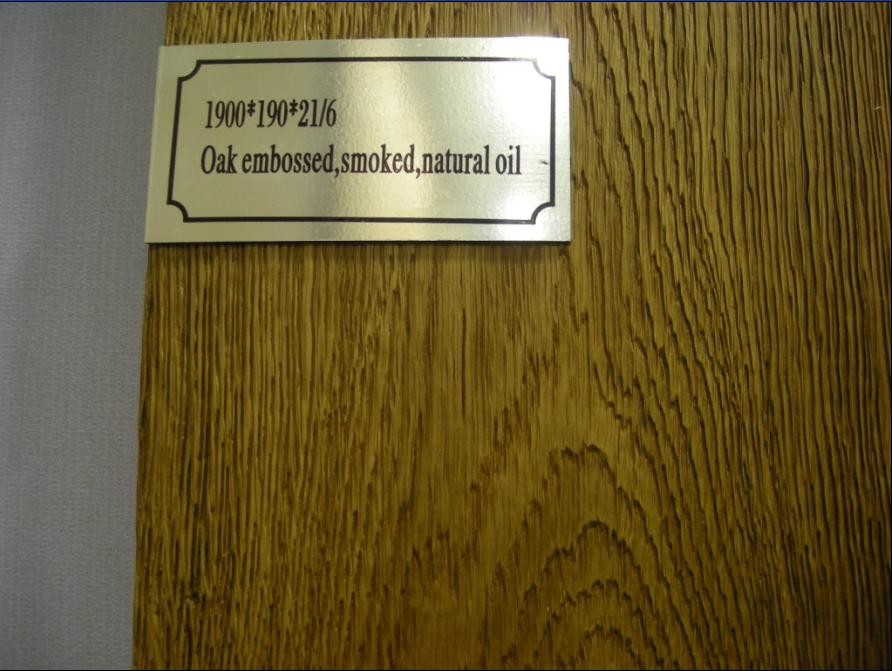 1900*190*21/6
Oak embossed,smoked,natural oil